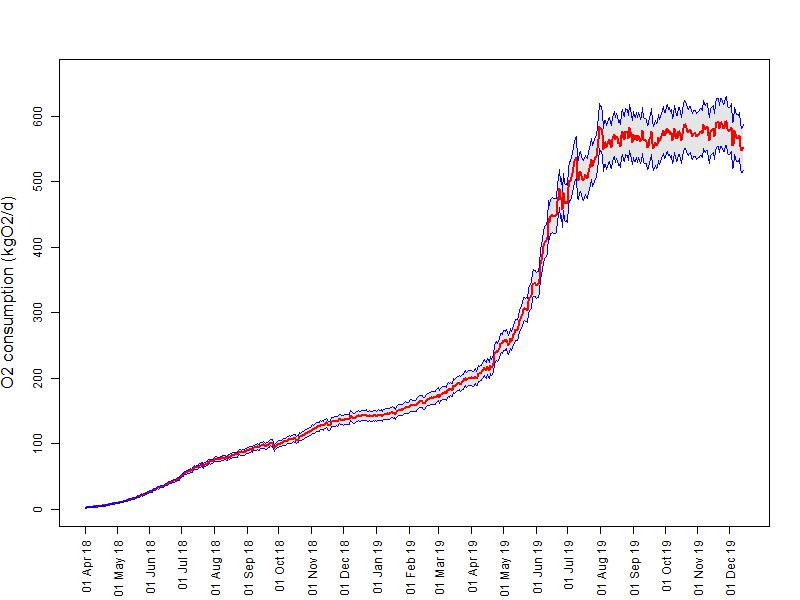 O2 consumption (kgO2/d)
600
500
400
300
200
100
0
01 Apr 18
01 May 18
01 Jun 18
01 Jul 18
01 Aug 18
01 Sep 18
01 Oct 18
01 Nov 18
01 Dec 18
01 Jan 19
01 Feb 19
01 Mar 19
01 Apr 19
01 May 19
01 Jun 19
01 Jul 19
01 Aug 19
01 Sep 19
01 Oct 19
01 Nov 19
01 Dec 19